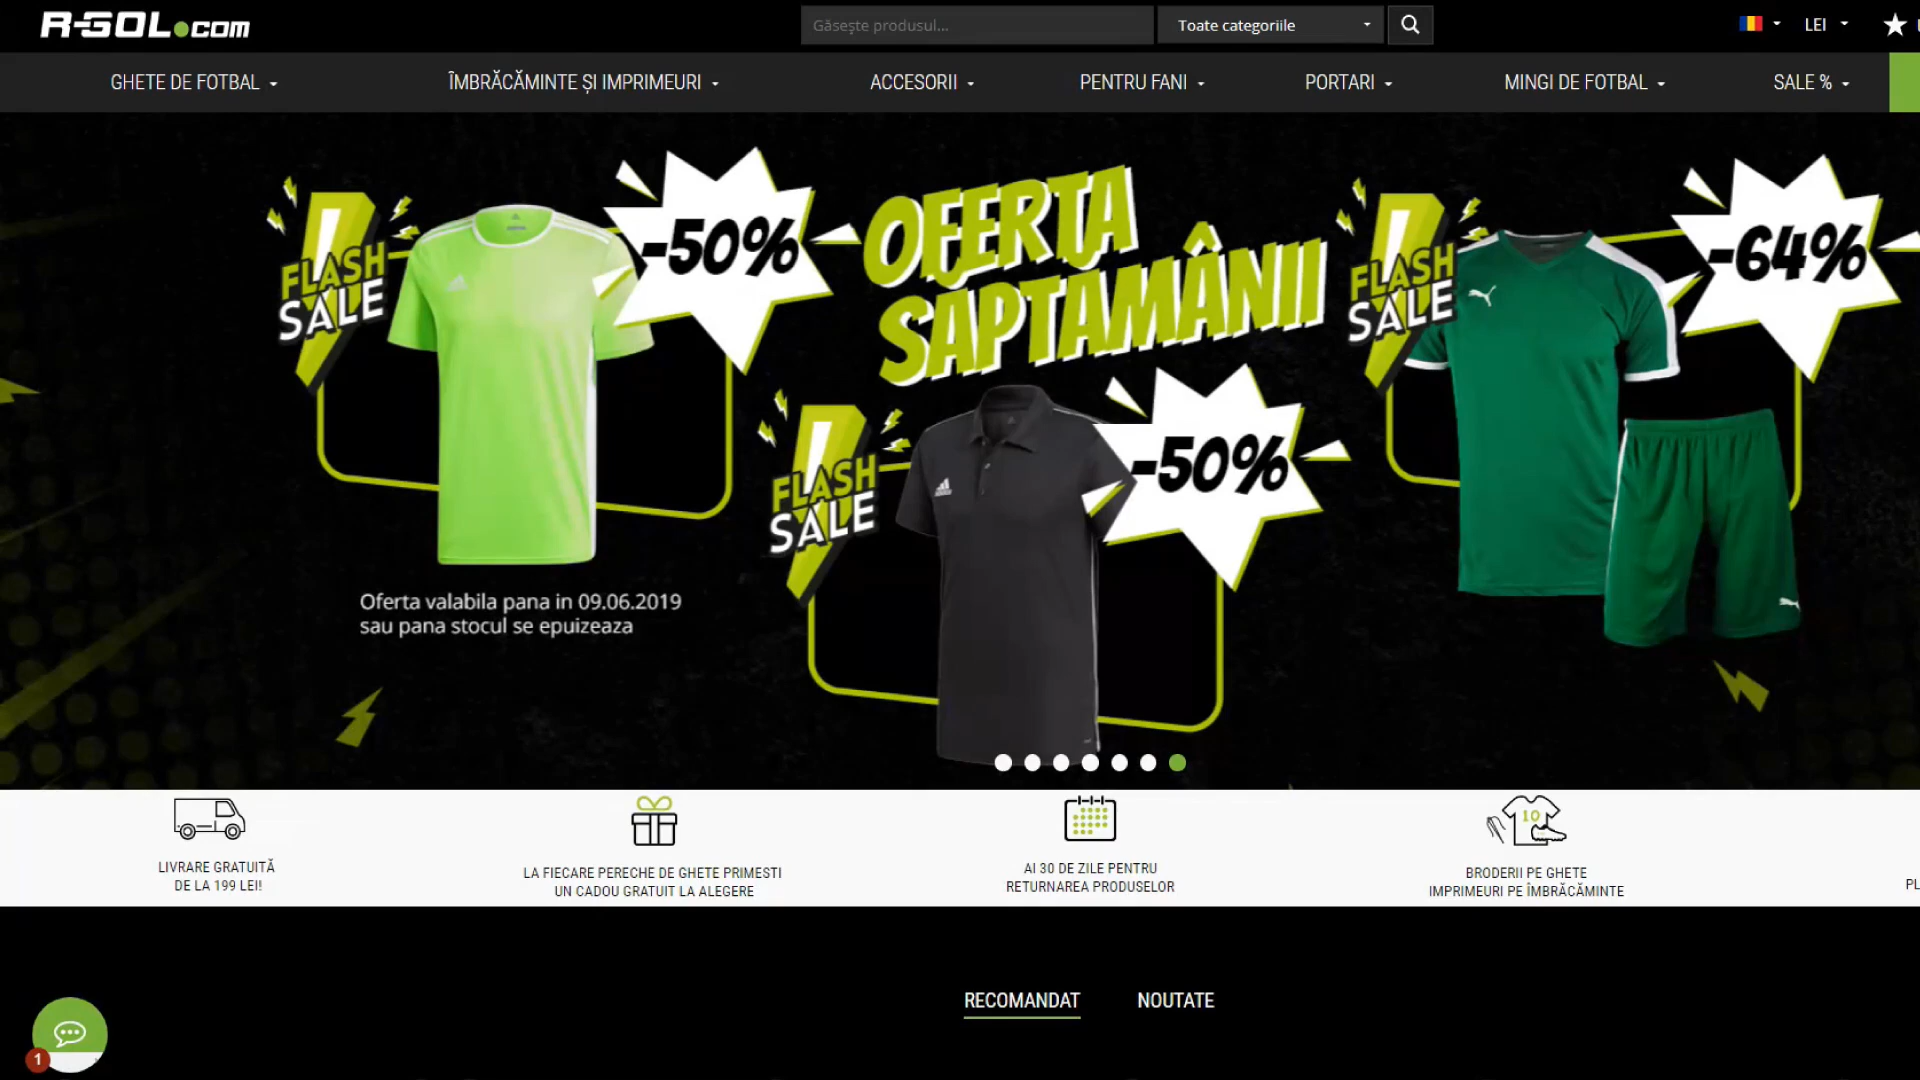 R-GOL.com
Găsește produsul...
Toate categoriile
LEI
GHETE DE FOTBAL
ÎMBRĂCĂMINTE ȘI IMPRIMEURI
ACCESORII
PENTRU FANI
PORTARI
MINGI DE FOTBAL
SALE %
OFERTA
SAPTAMÂNII
FLASH
SALE
-50%
FLASH
SALE
-50%
FLASH
SALE
-64%
Oferta valabila pana in 09.06.2019
sau pana stocul se epuizeaza
LIVRARE GRATUITĂ
DE LA 199 LEI!
LA FIECARE PERECHE DE GHETE PRIMESTI
UN CADOU GRATUIT LA ALEGERE
AI 30 DE ZILE PENTRU
RETURNAREA PRODUSELOR
10
BRODERII PE GHETE
IMPRIMEURI PE ÎMBRĂCĂMINTE
PL
RECOMANDAT
NOUTATE
1